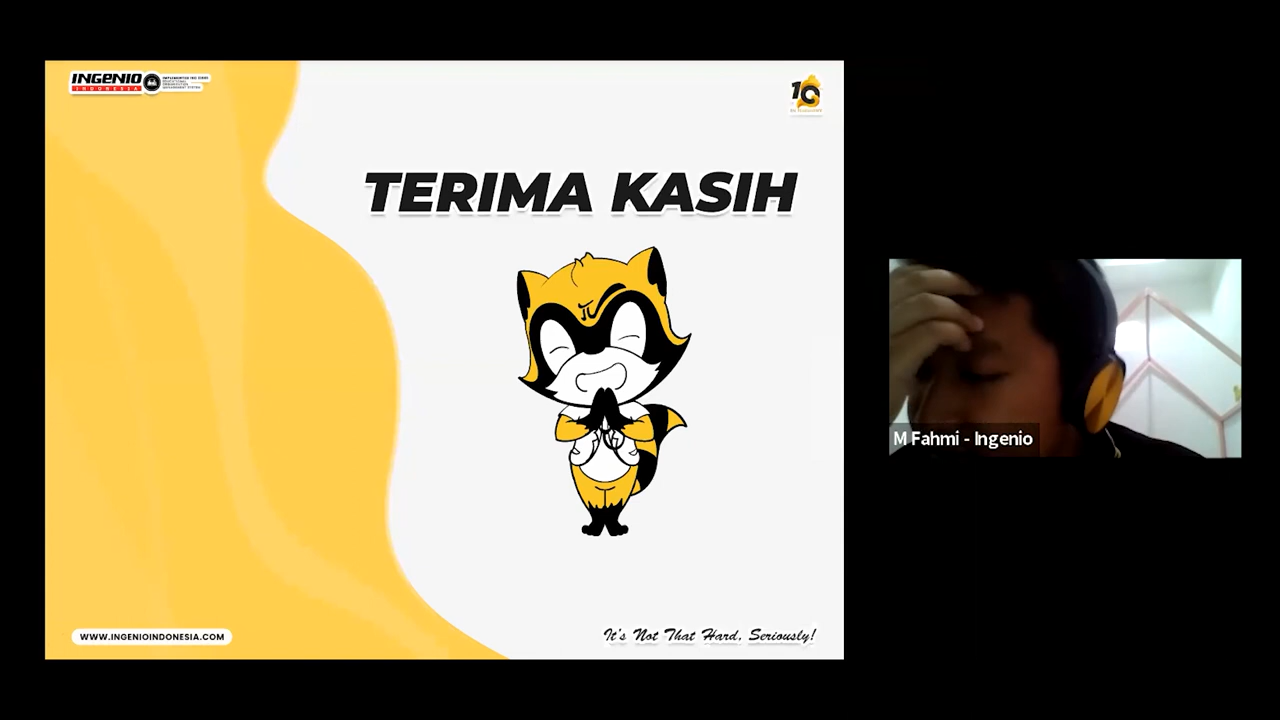 INGENIO
INDONESIA
TERIMA KASIH
M Fahmi - Ingenio
WWW.INGENIOINDONESIA.COM
It's Not That Hard, Seriously!